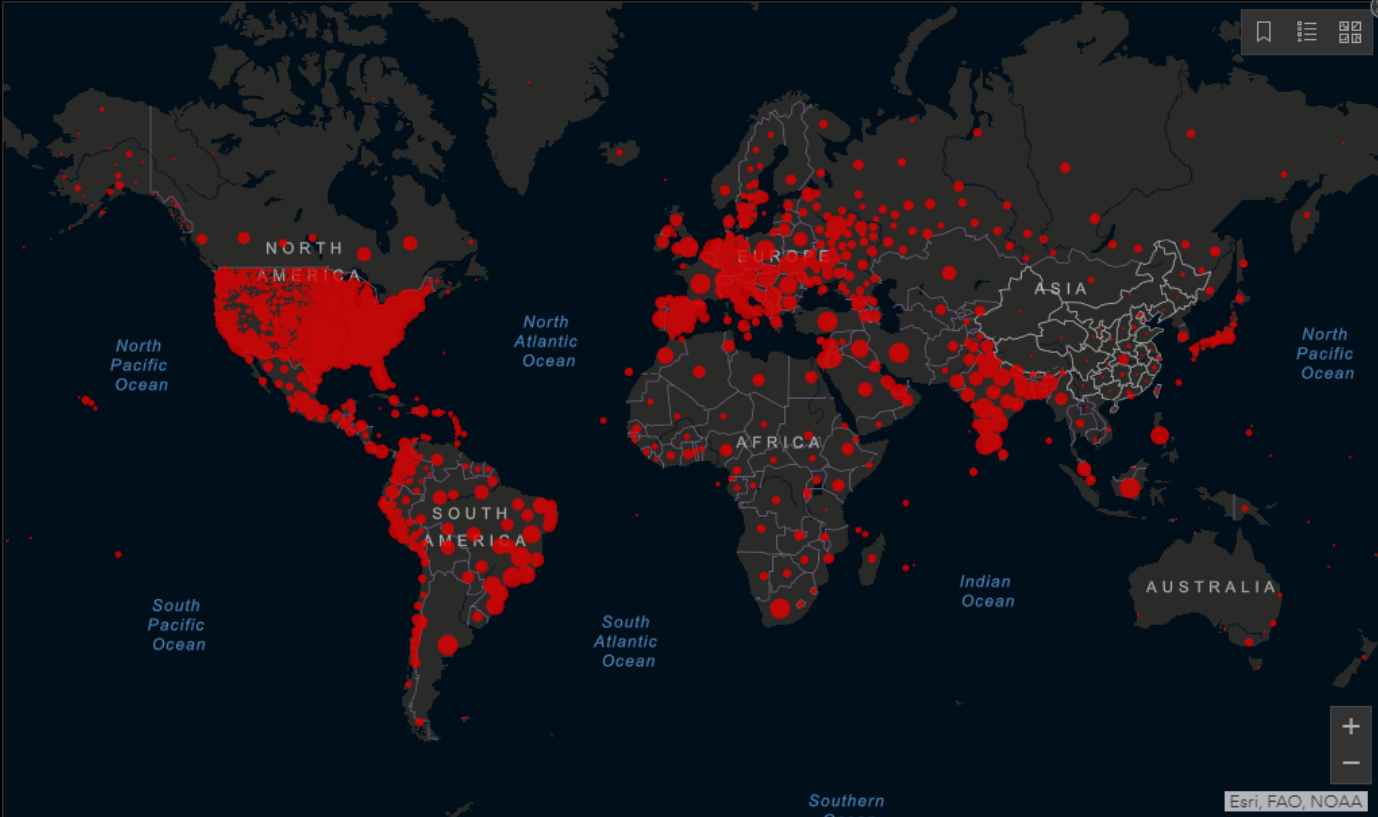 NORTH
AMERICA
EUROPE
ASIA
North
Pacific
Ocean
North
Atlantic
Ocean
North
Pacific
Ocean
AFRICA
SOUTH
AMERICA
Indian
Ocean
AUSTRALIA
South
Pacific
Ocean
South
Atlantic
Ocean
Southern
Ocean
+
−
Esri, FAO, NOAA